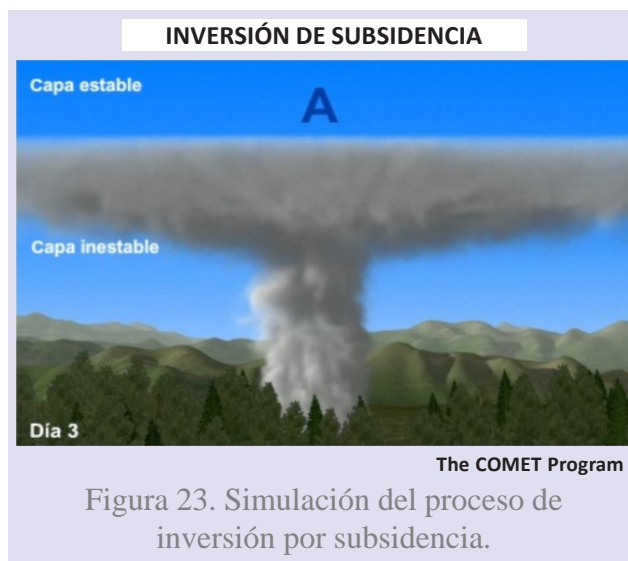 INVERSIÓN DE SUBSIDENCIA
Capa estable
A
Capa inestable
Día 3
The COMET Program
Figura 23. Simulación del proceso de
inversión por subsidencia.